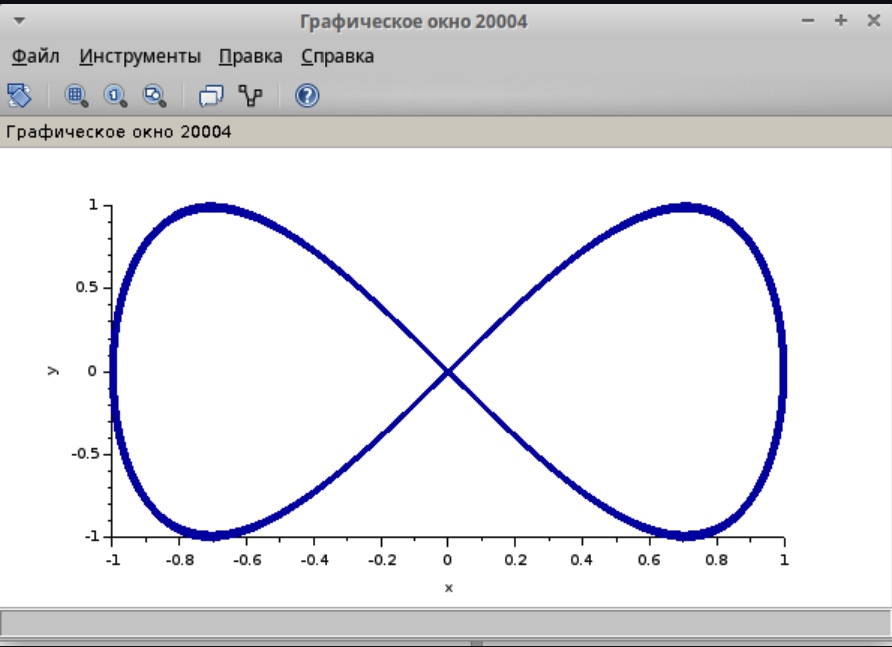 Графическое окно 20004
Файл Инструменты Правка Справка
Графическое окно 20004
1
0.5
0
-0.5
-1
y
-1 -0.8 -0.6 -0.4 -0.2 0 0.2 0.4 0.6 0.8 1
x